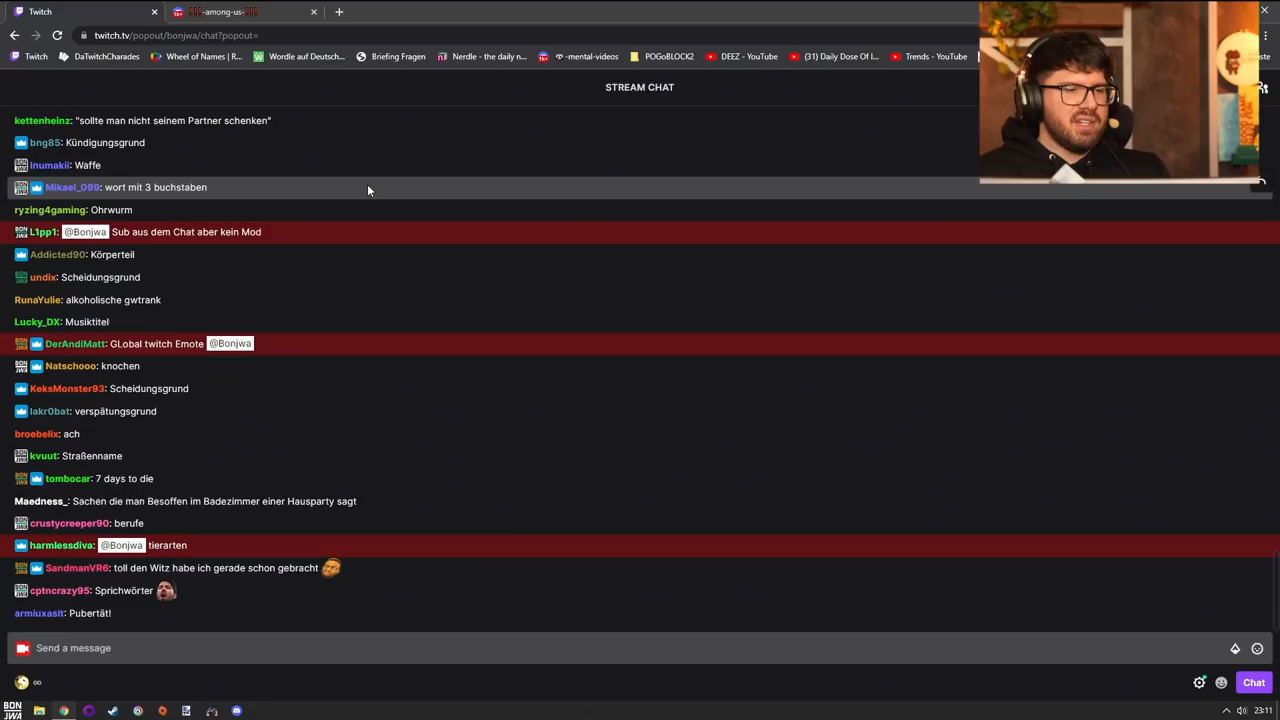 Twitch
-among-us-
twitch.tv/popout/bonjwa/chat?popout=
Twitch DaTwitchCharades Wheel of Names | R... Wordle auf Deutsch... Briefing Fragen Nerdle - the daily n... -mental-videos POGoBLOCK2 DEEZ - YouTube (31) Daily Dose Of I... Trends - YouTube
STREAM CHAT
kettenheinz: "sollte man nicht seinem Partner schenken"
bng85: Kündigungsgrund
Inumakii: Waffe
Mikael_099: wort mit 3 buchstaben
ryzing4gaming: Ohrwurm
L1pp1: @Bonjwa Sub aus dem Chat aber kein Mod
Addicted90: Körperteil
undix: Scheidungsgrund
RunaYulie: alkoholische gwtrank
Lucky_DX: Musiktitel
DerAndiMatt: GLobal twitch Emote @Bonjwa
Natschooo: knochen
KeksMonster93: Scheidungsgrund
lakr0bat: verspätungsgrund
broebelix: ach
kvuut: Straßenname
tombocar: 7 days to die
Maedness_: Sachen die man Besoffen im Badezimmer einer Hausparty sagt
crustycreeper90: berufe
harmlessdiva: @Bonjwa tierarten
SandmanVR6: toll den Witz habe ich gerade schon gebracht
cptncrazy95: Sprichwörter
armiuxaslt: Pubertät!
Send a message
∞
Chat
BON
JWA
23:11